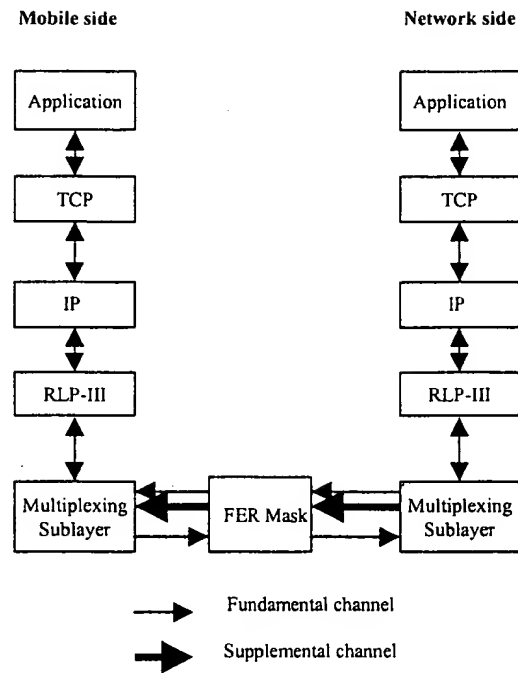 Mobile side
Network side
Application
Application
TCP
TCP
IP
IP
RLP-III
RLP-III
Multiplexing
Sublayer
FER Mask
Multiplexing
Sublayer
Fundamental channel
Supplemental channel